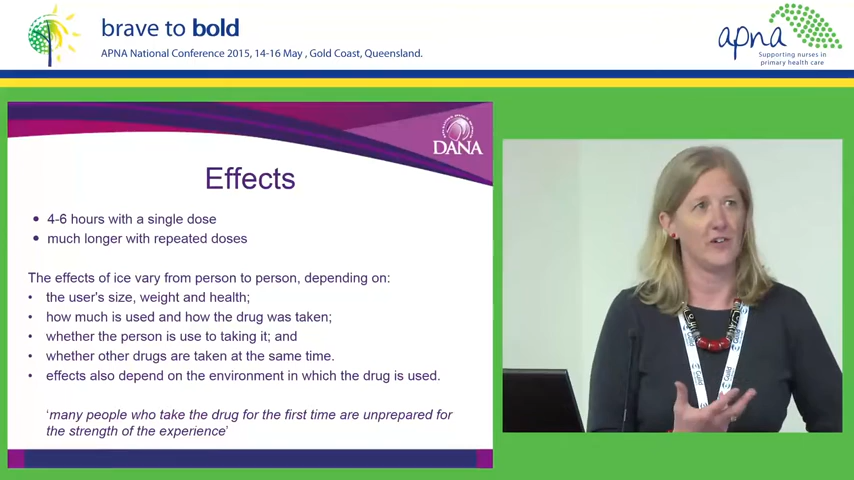 brave to bold
APNA National Conference 2015, 14-16 May , Gold Coast, Queensland.
apna
Supporting nurses in
primary health care
DANA
Effects
• 4-6 hours with a single dose
• much longer with repeated doses
The effects of ice vary from person to person, depending on:
• the user's size, weight and health;
• how much is used and how the drug was taken;
• whether the person is use to taking it; and
• whether other drugs are taken at the same time.
• effects also depend on the environment in which the drug is used.
‘many people who take the drug for the first time are unprepared for
the strength of the experience’
Guild
Guild
Guild